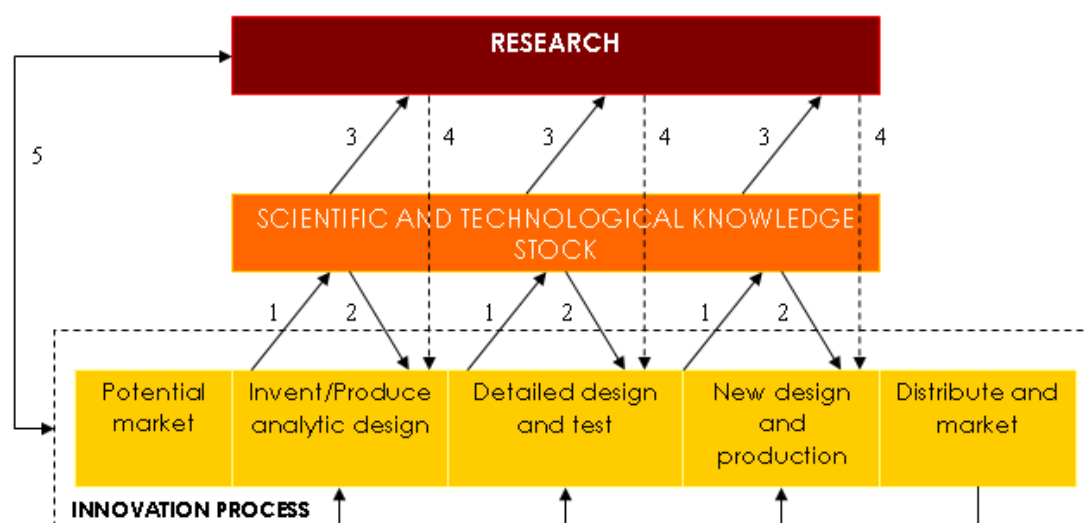 RESEARCH
3 4 3 4 3 4
5
SCIENTIFIC AND TECHNOLOGICAL KNOWLEDGE
STOCK
1 2 1 2 1 2
Potential
market
Invent/Produce
analytic design
Detailed design
and test
New design
and
production
Distribute and
market
INNOVATION PROCESS